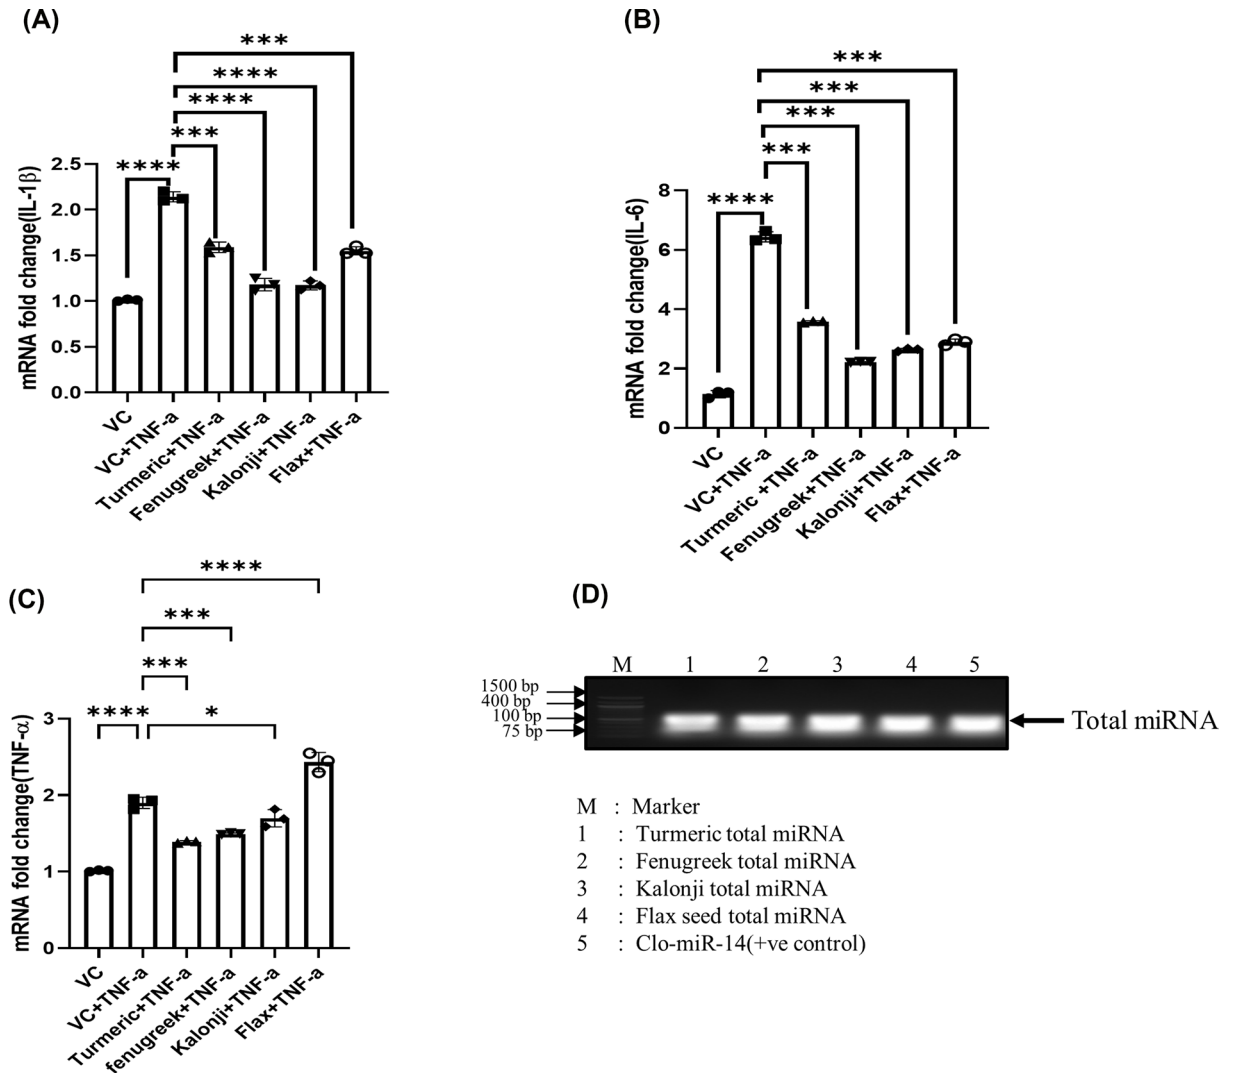 (A)
***
****
****
***
****
mRNA fold change(IL-1β)
2.5
2.0
1.5
1.0
0.5
0.0
VC
VC+TNF-a
Turmeric+TNF-a
Fenugreek+TNF-a
Kalonji+TNF-a
Flax+TNF-a
(B)
***
***
***
***
****
mRNA fold change(IL-6)
8
6
4
2
0
VC
VC+TNF-a
Turmeric +TNF-a
Fenugreek+TNF-a
Kalonji+TNF-a
Flax+TNF-a
(C)
****
***
***
****
*
mRNA fold change(TNF-α)
3
2
1
0
VC
VC+TNF-a
Turmeric+TNF-a
fenugreek+TNF-a
Kalonji+TNF-a
Flax+TNF-a
(D)
M 1 2 3 4 5
1500 bp
400 bp
100 bp
75 bp
Total miRNA
M : Marker
1 : Turmeric total miRNA
2 : Fenugreek total miRNA
3 : Kalonji total miRNA
4 : Flax seed total miRNA
5 : Clo-miR-14(+ve control)